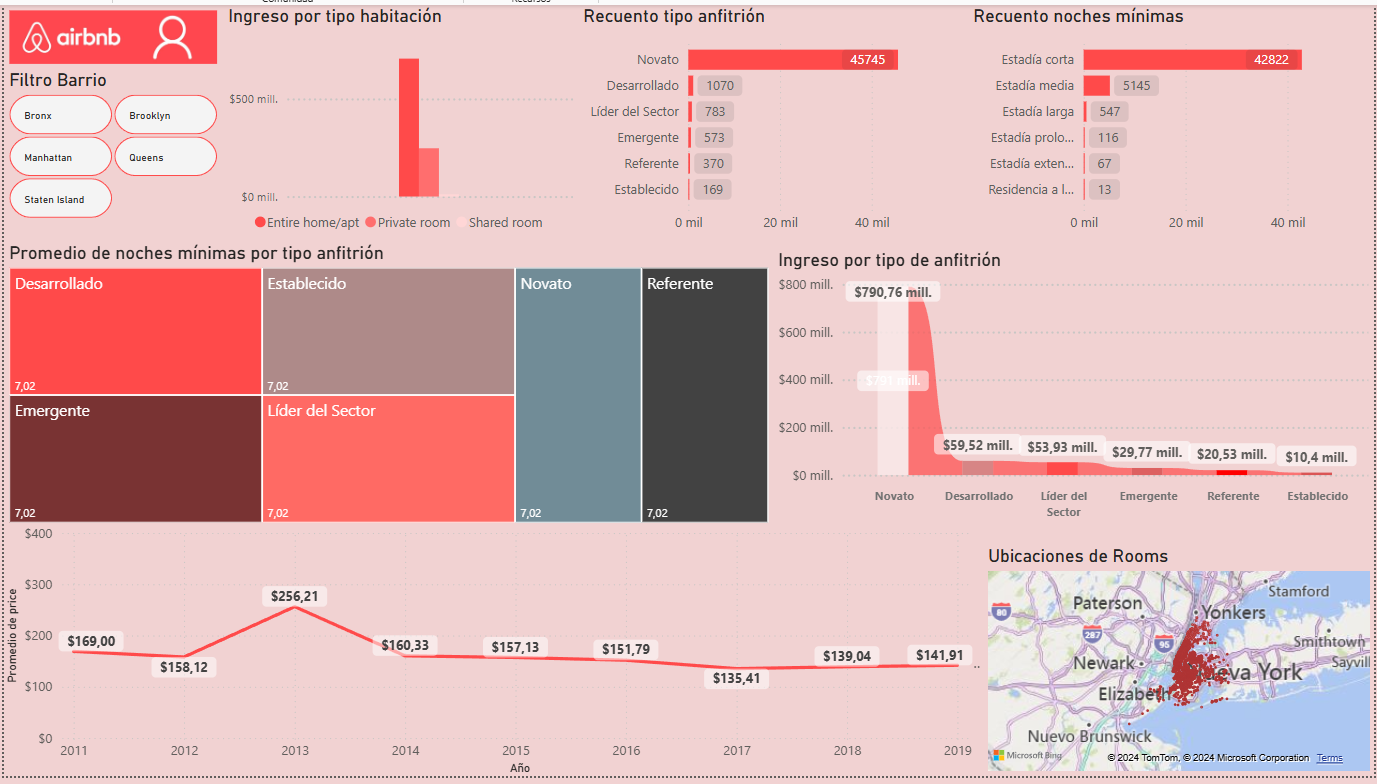 Comunidad
Recursos
airbnb
Filtro Barrio
Bronx
Brooklyn
Manhattan
Queens
Staten Island
Ingreso por tipo habitación
$500 mill.
$0 mill.
Entire home/apt
Private room
Shared room
Recuento tipo anfitrión
Novato
45745
Desarrollado
1070
Líder del Sector
783
Emergente
573
Referente
370
Establecido
169
0 mil
20 mil
40 mil
Recuento noches mínimas
Estadía corta
42822
Estadía media
5145
Estadía larga
547
Estadía prolo...
116
Estadía exten...
67
Residencia a l...
13
0 mil
20 mil
40 mil
Promedio de noches mínimas por tipo anfitrión
Desarrollado
7,02
Establecido
7,02
Novato
7,02
Referente
7,02
Emergente
7,02
Líder del Sector
7,02
Ingreso por tipo de anfitrión
$800 mill.
$600 mill.
$400 mill.
$200 mill.
$0 mill.
$790,76 mill.
$791 mill.
$59,52 mill.
$53,93 mill.
$29,77 mill.
$20,53 mill.
$10,4 mill.
Novato
Desarrollado
Líder del
Sector
Emergente
Referente
Establecido
Promedio de price
$400
$300
$200
$100
$0
$169,00
$158,12
$256,21
$160,33
$157,13
$151,79
$135,41
$139,04
$141,91
..
2011
2012
2013
2014
2015
2016
2017
2018
2019
Año
Ubicaciones de Rooms
Stamford
Paterson
Yonkers
80
287
95
Smithtown
Newark
Sayvill
Nueva York
Elizabeth
Nuevo Brunswick
Microsoft Bing
© 2024 TomTom, © 2024 Microsoft Corporation
Terms